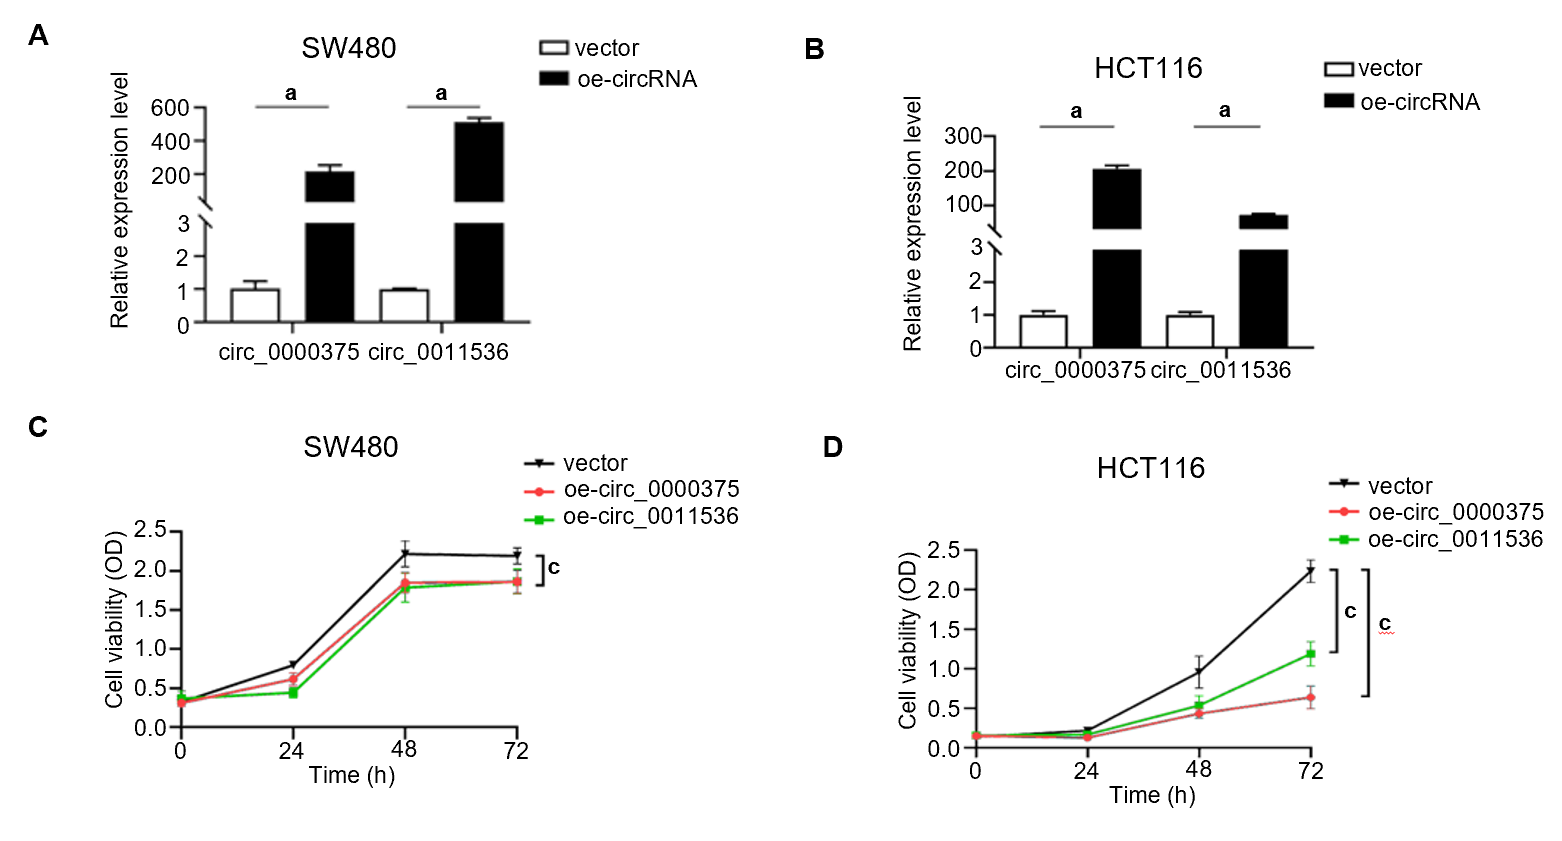 A
SW480
vector
oe-circRNA
Relative expression level
a
a
600
400
200
3
2
1
0
circ_0000375 circ_0011536
B
HCT116
vector
oe-circRNA
Relative expression level
a
a
300
200
100
3
2
1
0
circ_0000375 circ_0011536
C
SW480
vector
oe-circ_0000375
oe-circ_0011536
Cell viability (OD)
2.5
2.0
1.5
1.0
0.5
0.0
c
0 24 48 72
Time (h)
D
HCT116
vector
oe-circ_0000375
oe-circ_0011536
Cell viability (OD)
2.5
2.0
1.5
1.0
0.5
0.0
c
c
0 24 48 72
Time (h)